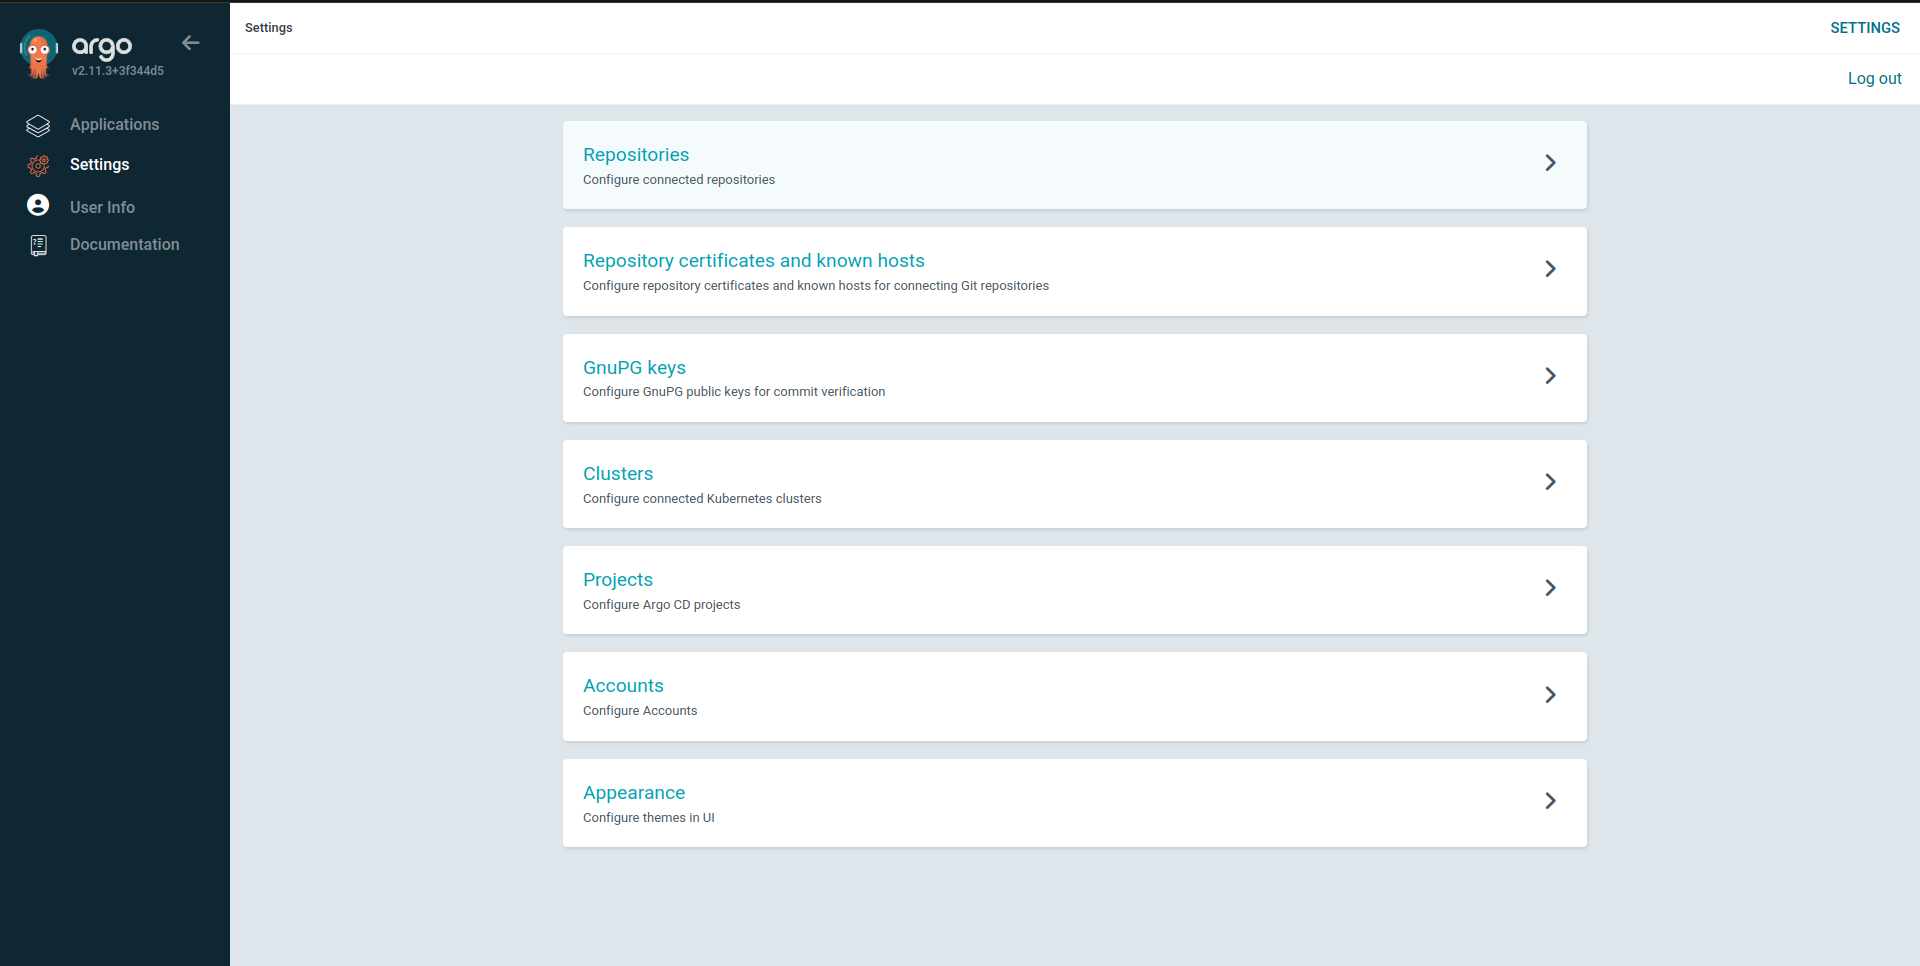 argo
v2.11.3+3f344d5
Applications
Settings
User Info
Documentation
Settings
SETTINGS
Log out
Repositories
Configure connected repositories
Repository certificates and known hosts
Configure repository certificates and known hosts for connecting Git repositories
GnuPG keys
Configure GnuPG public keys for commit verification
Clusters
Configure connected Kubernetes clusters
Projects
Configure Argo CD projects
Accounts
Configure Accounts
Appearance
Configure themes in UI